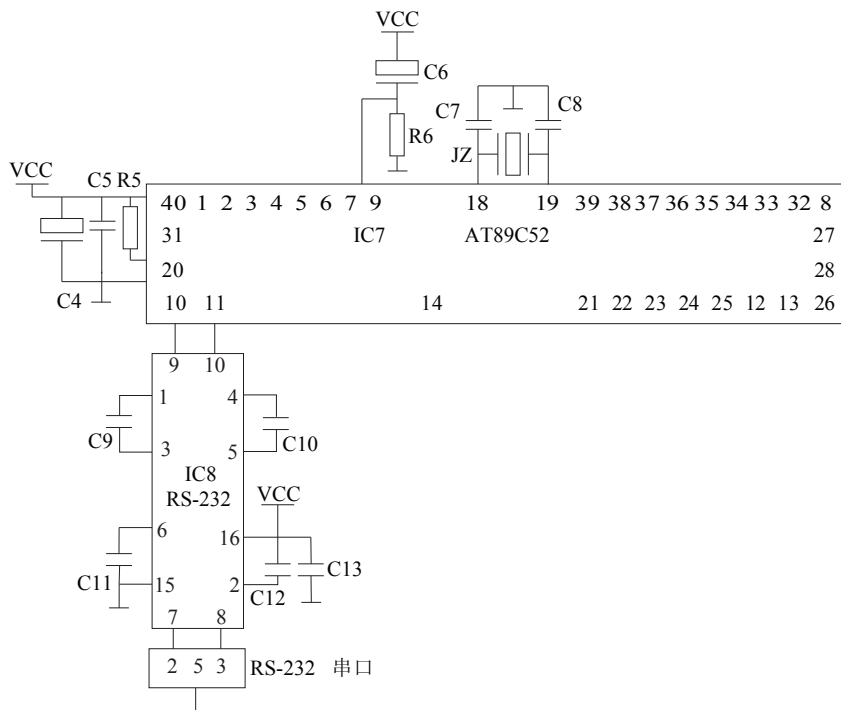 VCC
C6
C7
C8
R6
JZ
VCC
C5 R5
40 1 2 3 4 5 6 7 9 18 19 39 38 37 36 35 34 33 32 8
31 IC7 AT89C52 27
20 28
C4
10 11 14 21 22 23 24 25 12 13 26
9 10
1 4
C9 3 5 C10
IC8
RS-232
VCC
6 16
C11 15 2 C12 C13
7 8
2 5 3 RS-232 串口